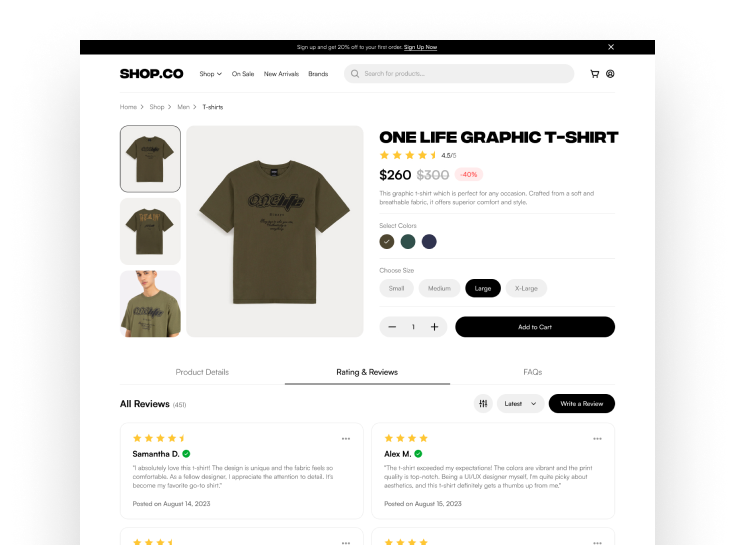 Sign up and get 20% off to your first order. Sign Up Now
SHOP.CO
Shop
On Sale
New Arrivals
Brands
Search for products...
Home > Shop > Men > T-shirts
ONE LIFE GRAPHIC T-SHIRT
4.5/5
$260 $300 -40%
This graphic t-shirt which is perfect for any occasion. Crafted from a soft and
breathable fabric, it offers superior comfort and style.
Select Colors
Choose Size
Small
Medium
Large
X-Large
1
Add to Cart
One life
Product Details
Rating & Reviews
FAQs
All Reviews (451)
Latest
Write a Review
Samantha D.
"I absolutely love this t-shirt! The design is unique and the fabric feels so
comfortable. As a fellow designer, I appreciate the attention to detail. It's
become my favorite go-to shirt."
Posted on August 14, 2023
Alex M.
"The t-shirt exceeded my expectations! The colors are vibrant and the print
quality is top-notch. Being a UI/UX designer myself, I'm quite picky about
aesthetics, and this t-shirt definitely gets a thumbs up from me."
Posted on August 15, 2023